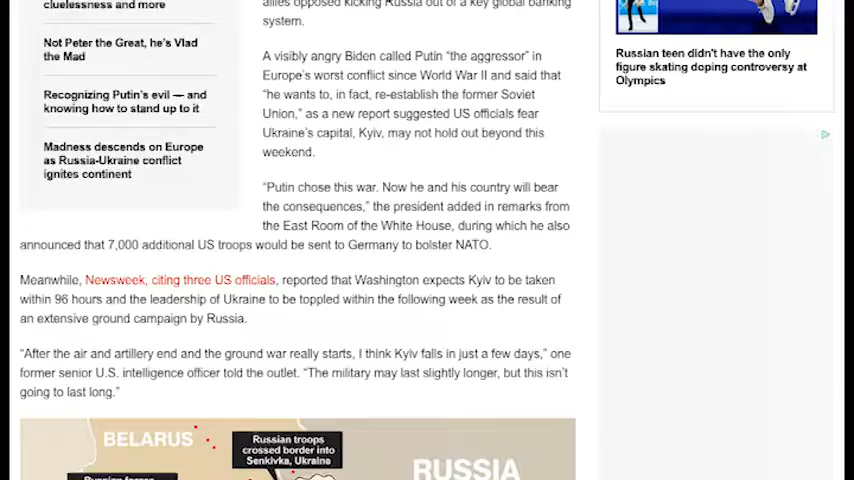 cluelessness and more
Not Peter the Great, he's Vlad
the Mad
Recognizing Putin's evil — and
knowing how to stand up to it
Madness descends on Europe
as Russia-Ukraine conflict
ignites continent
allies opposed kicking Russia out of a key global banking
system.
A visibly angry Biden called Putin “the aggressor” in
Europe's worst conflict since World War II and said that
“he wants to, in fact, re-establish the former Soviet
Union,” as a new report suggested US officials fear
Ukraine's capital, Kyiv, may not hold out beyond this
weekend.
“Putin chose this war. Now he and his country will bear
the consequences,” the president added in remarks from
the East Room of the White House, during which he also
announced that 7,000 additional US troops would be sent to Germany to bolster NATO.
Meanwhile, Newsweek, citing three US officials, reported that Washington expects Kyiv to be taken
within 96 hours and the leadership of Ukraine to be toppled within the following week as the result of
an extensive ground campaign by Russia.
“After the air and artillery end and the ground war really starts, I think Kyiv falls in just a few days,” one
former senior U.S. intelligence officer told the outlet. “The military may last slightly longer, but this isn't
going to last long.”
BELARUS
Russian troops
crossed border into
Senkivka, Ukraine
RUSSIA
Russian forces
Russian teen didn't have the only
figure skating doping controversy at
Olympics